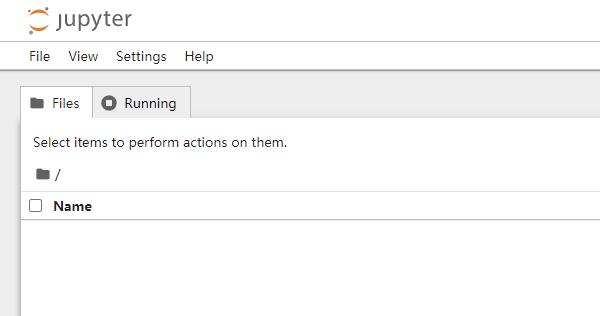 jupyter
File View Settings Help
Files Running
Select items to perform actions on them.
/
Name